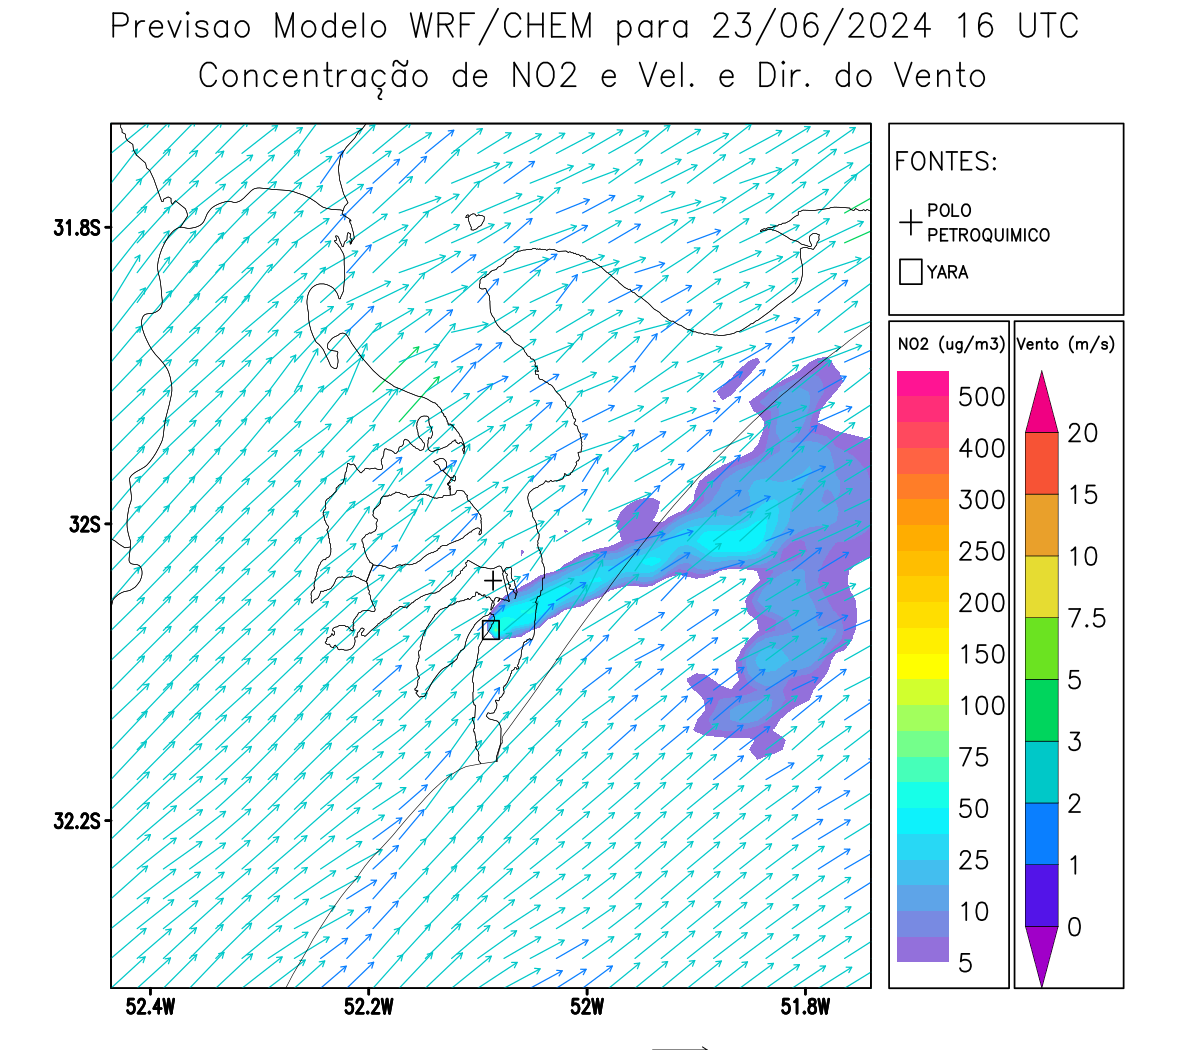 Previsao Modelo WRF/CHEM para 23/06/2024 16 UTC
Concentração de NO2 e Vel. e Dir. do Vento
FONTES:
POLO
PETROQUIMICO
YARA
NO2 (ug/m3)
500
400
300
250
200
150
100
75
50
25
10
5
Vento (m/s)
20
15
10
7.5
5
3
2
1
0
31.8S
32S
32.2S
52.4W
52.2W
52W
51.8W